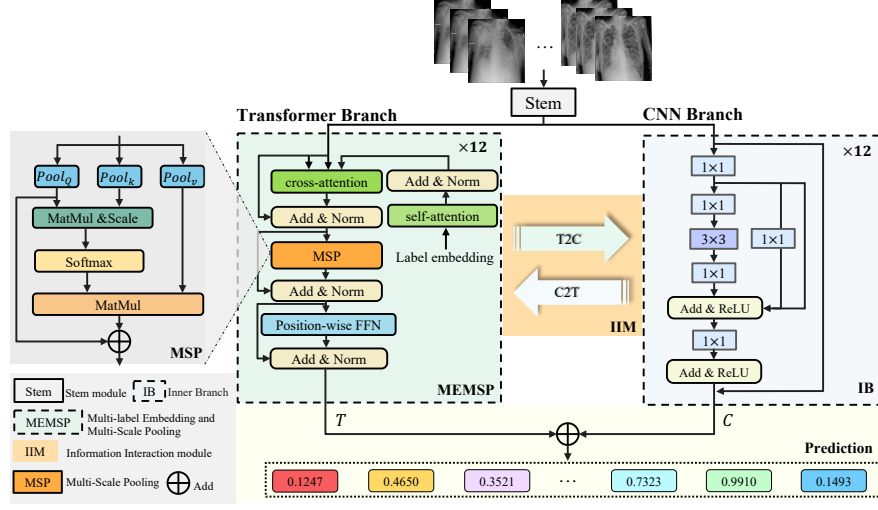 ...
Stem
Transformer Branch
CNN Branch
×12
×12
Pool_Q
Pool_k
Pool_v
MatMul &Scale
Softmax
MatMul
MSP
cross-attention
Add & Norm
Add & Norm
self-attention
Label embedding
MSP
Add & Norm
Position-wise FFN
Add & Norm
MEMSP
T2C
C2T
IIM
1×1
1×1
3×3
1×1
1×1
Add & ReLU
1×1
Add & ReLU
IB
Stem
Stem module
IB
Inner Branch
MEMSP
Multi-label Embedding and
Multi-Scale Pooling
IIM
Information Interaction module
MSP
Multi-Scale Pooling
Add
T
C
Prediction
0.1247
0.4650
0.3521
...
0.7323
0.9910
0.1493